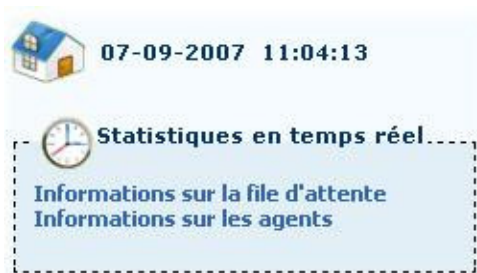 07-09-2007 11:04:13
Statistiques en temps réel
Informations sur la file d'attente
Informations sur les agents